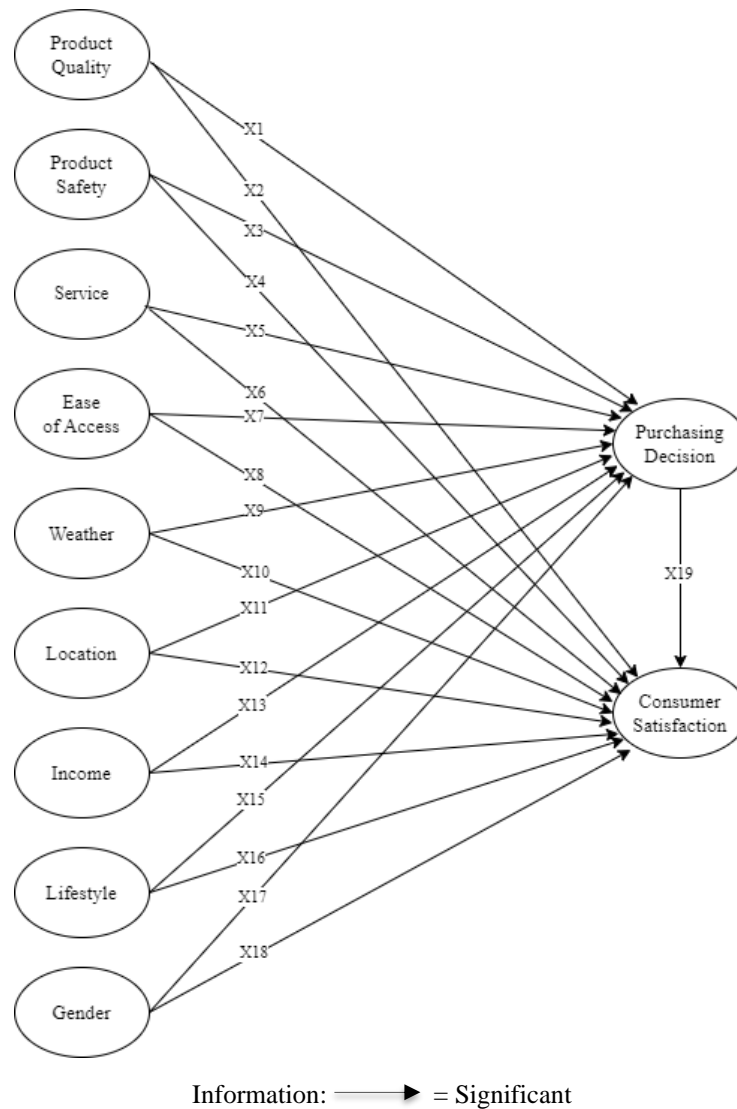 Product
Quality
X1
X2
Product
Safety
X3
X4
Service
X5
X6
Ease
of Access
X7
X8
Purchasing
Decision
Weather
X9
X10
X19
Location
X11
X12
Consumer
Satisfaction
Income
X13
X14
Lifestyle
X15
X16
Gender
X17
X18
Information: = Significant